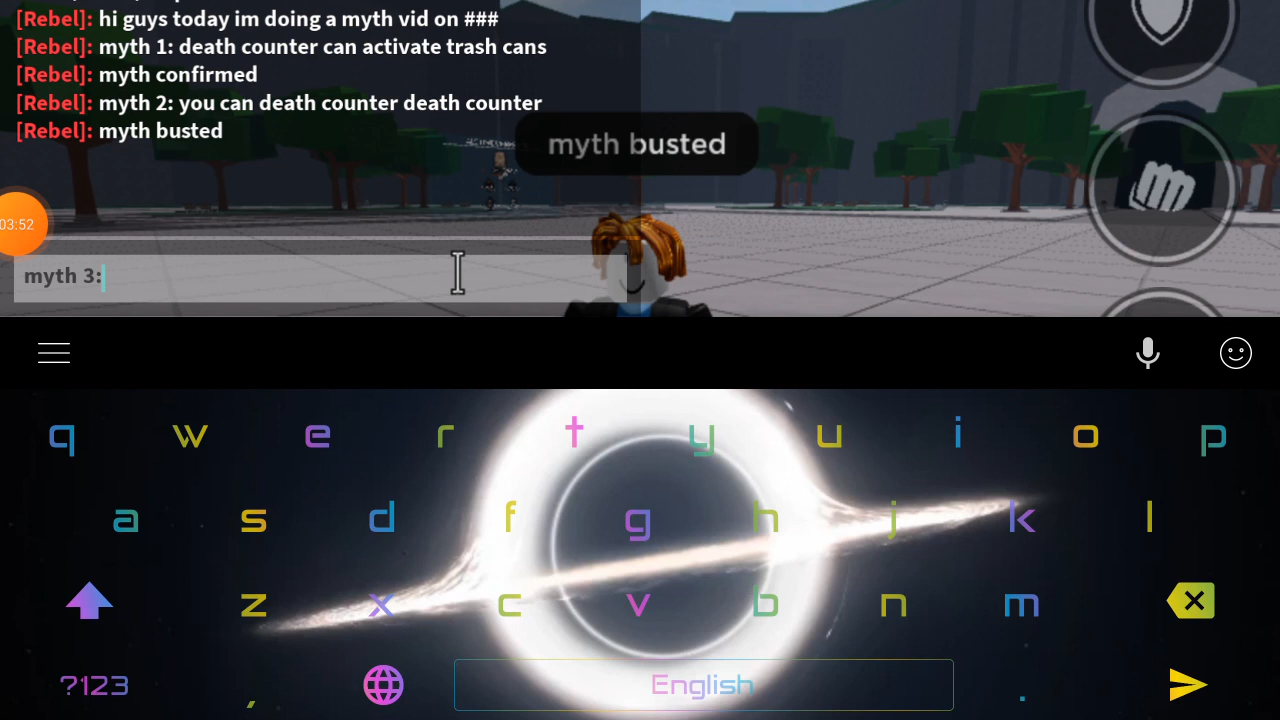 [Rebel]: hi guys today im doing a myth vid on ###
[Rebel]: myth 1: death counter can activate trash cans
[Rebel]: myth confirmed
[Rebel]: myth 2: you can death counter death counter
[Rebel]: myth busted
myth busted
03:52
myth 3:
q w e r t y u i o p
a s d f g h j k l
z x c v b n m
?123 , English .